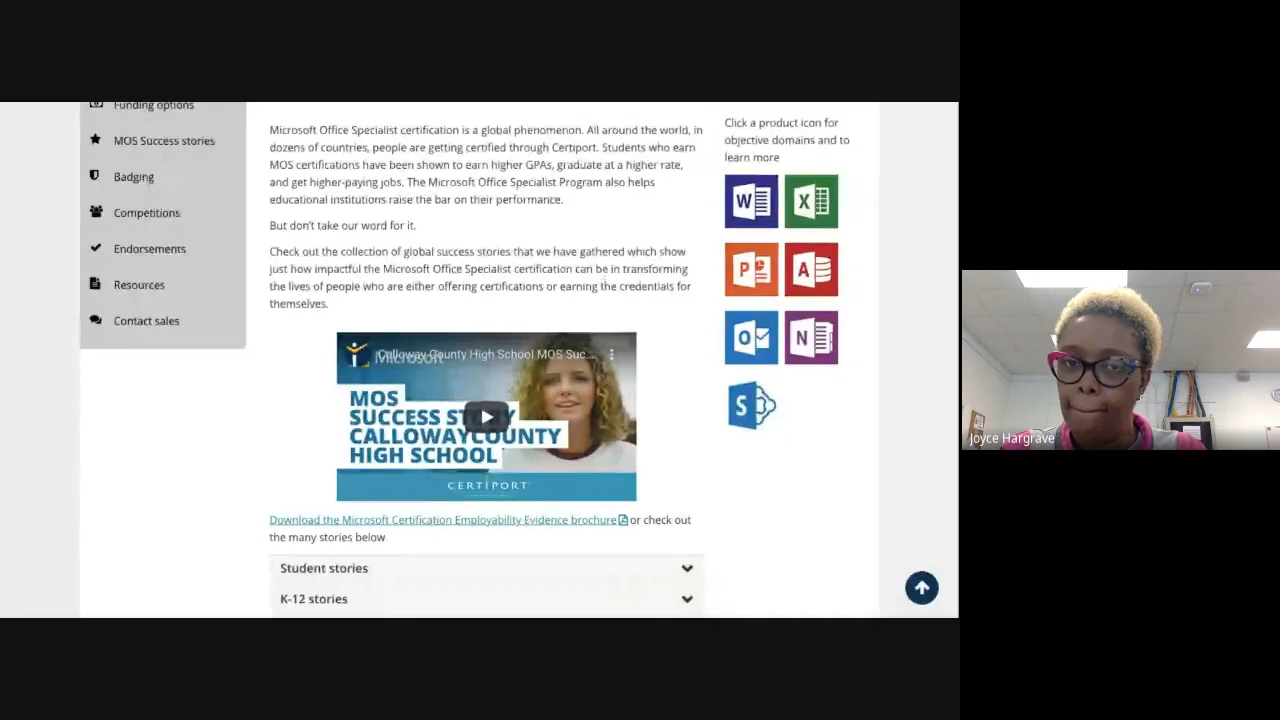 Funding options
MOS Success stories
Badging
Competitions
Endorsements
Resources
Contact sales
Microsoft Office Specialist certification is a global phenomenon. All around the world, in
dozens of countries, people are getting certified through Certiport. Students who earn
MOS certifications have been shown to earn higher GPAs, graduate at a higher rate,
and get higher-paying jobs. The Microsoft Office Specialist Program also helps
educational institutions raise the bar on their performance.
But don't take our word for it.
Check out the collection of global success stories that we have gathered which show
just how impactful the Microsoft Office Specialist certification can be in transforming
the lives of people who are either offering certifications or earning the credentials for
themselves.
Calloway County High School MOS Suc...
Microsoft
MOS
SUCCESS STORY
CALLOWAY COUNTY
HIGH SCHOOL
CERTIPORT
Download the Microsoft Certification Employability Evidence brochure or check out
the many stories below
Student stories
K-12 stories
Click a product icon for
objective domains and to
learn more
W X
P A
O N
S
Joyce Hargrave